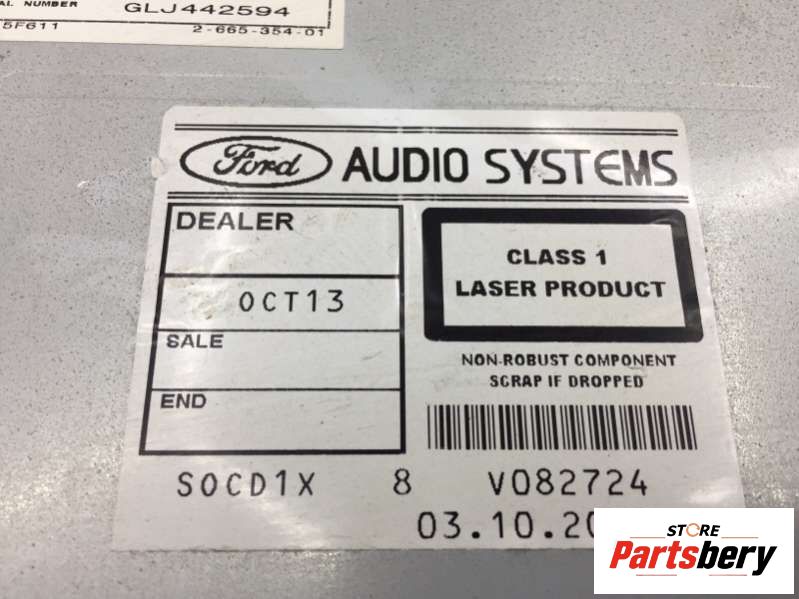 AL NUMBER GLJ442594
5F611 2-665-354-01
Ford AUDIO SYSTEMS
DEALER
OCT13
SALE
END
CLASS 1
LASER PRODUCT
NON-ROBUST COMPONENT
SCRAP IF DROPPED
SOCD1X 8 V082724
03.10.20
STORE
Partsbery